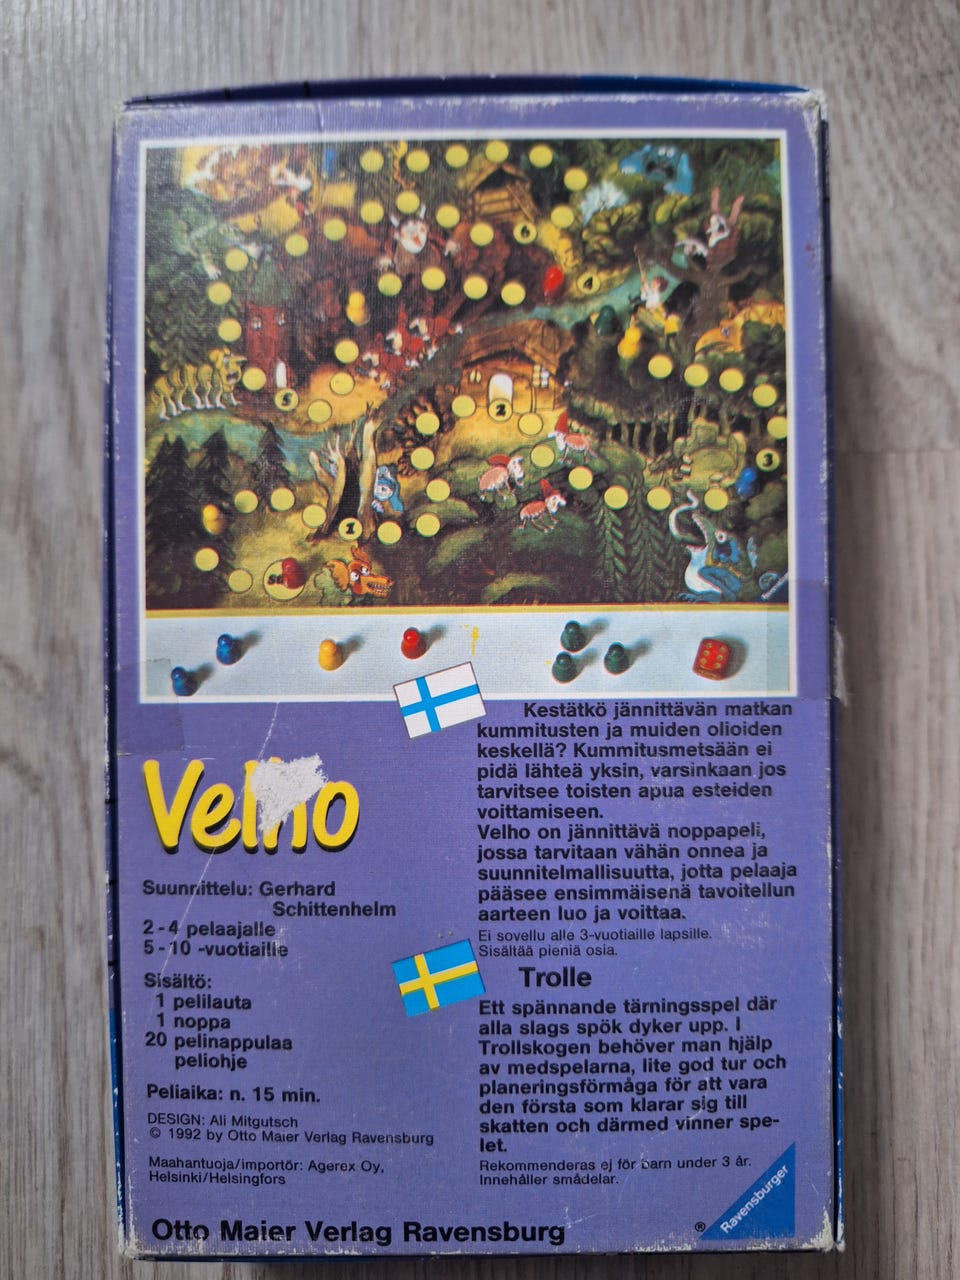 6
4
5
2
3
1
Kestätkö jännittävän matkan
kummitusten ja muiden olioiden
keskellä? Kummitusmetsään ei
pidä lähteä yksin, varsinkaan jos
tarvitsee toisten apua esteiden
voittamiseen.
Velho on jännittävä noppapeli,
jossa tarvitaan vähän onnea ja
suunnitelmallisuutta, jotta pelaaja
pääsee ensimmäisenä tavoitellun
aarteen luo ja voittaa.
Ei sovellu alle 3-vuotiaille lapsille.
Sisältää pieniä osia.
Velho
Suunnittelu: Gerhard
Schittenhelm
2 - 4 pelaajalle
5 - 10 -vuotiaille
Sisältö:
1 pelilauta
1 noppa
20 pelinappulaa
peliohje
Peliaika: n. 15 min.
DESIGN: Ali Mitgutsch
© 1992 by Otto Maier Verlag Ravensburg
Maahantuoja/importör: Agerex Oy,
Helsinki/Helsingfors
Trolle
Ett spännande tärningsspel där
alla slags spök dyker upp. I
Trollskogen behöver man hjälp
av medspelarna, lite god tur och
planeringsförmåga för att vara
den första som klarar sig till
skatten och därmed vinner spe-
let.
Rekommenderas ej för barn under 3 år.
Innehåller smådelar.
Otto Maier Verlag Ravensburg
® Ravensburger